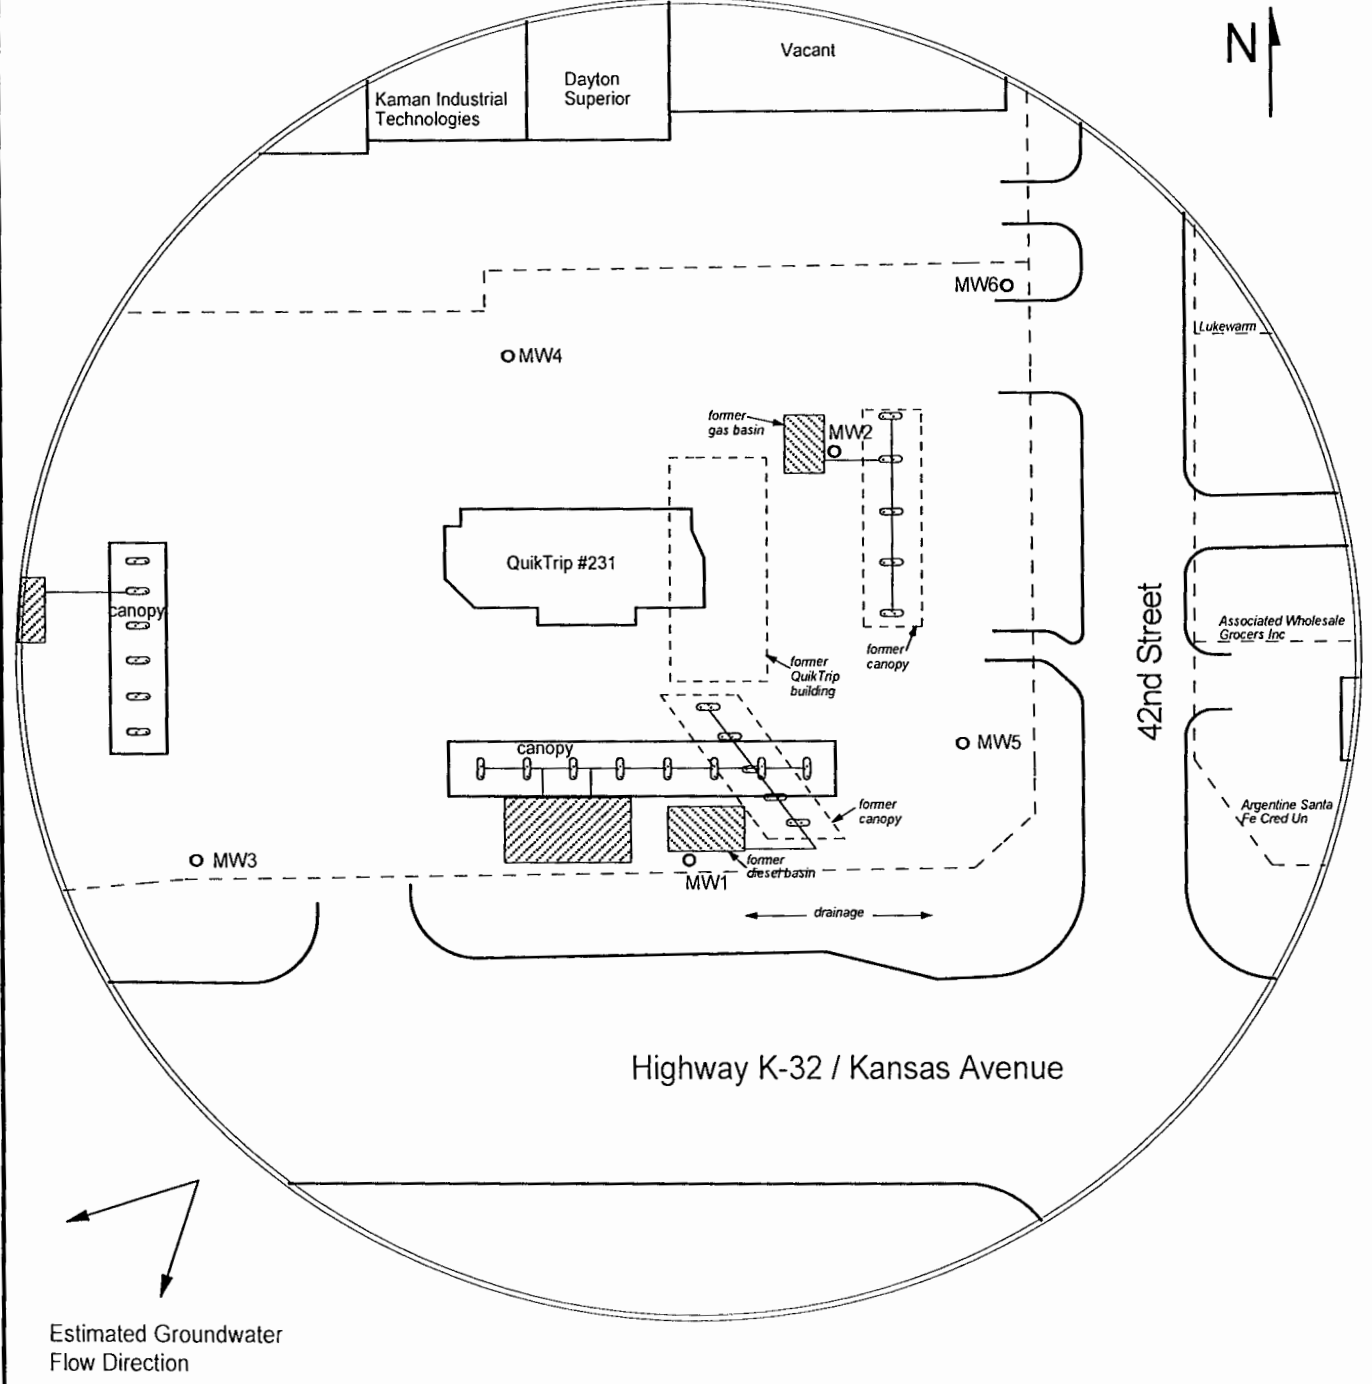 N
Vacant
Dayton
Superior
Kaman Industrial
Technologies
MW6
Lukewarm
MW4
former
gas basin
MW2
QuikTrip #231
canopy
former
canopy
former
QuikTrip
building
42nd Street
Associated Wholesale
Grocers Inc
MW5
canopy
former
canopy
Argentine Santa
Fe Cred Un
MW3
MW1
former
diesel basin
drainage
Highway K-32 / Kansas Avenue
Estimated Groundwater
Flow Direction